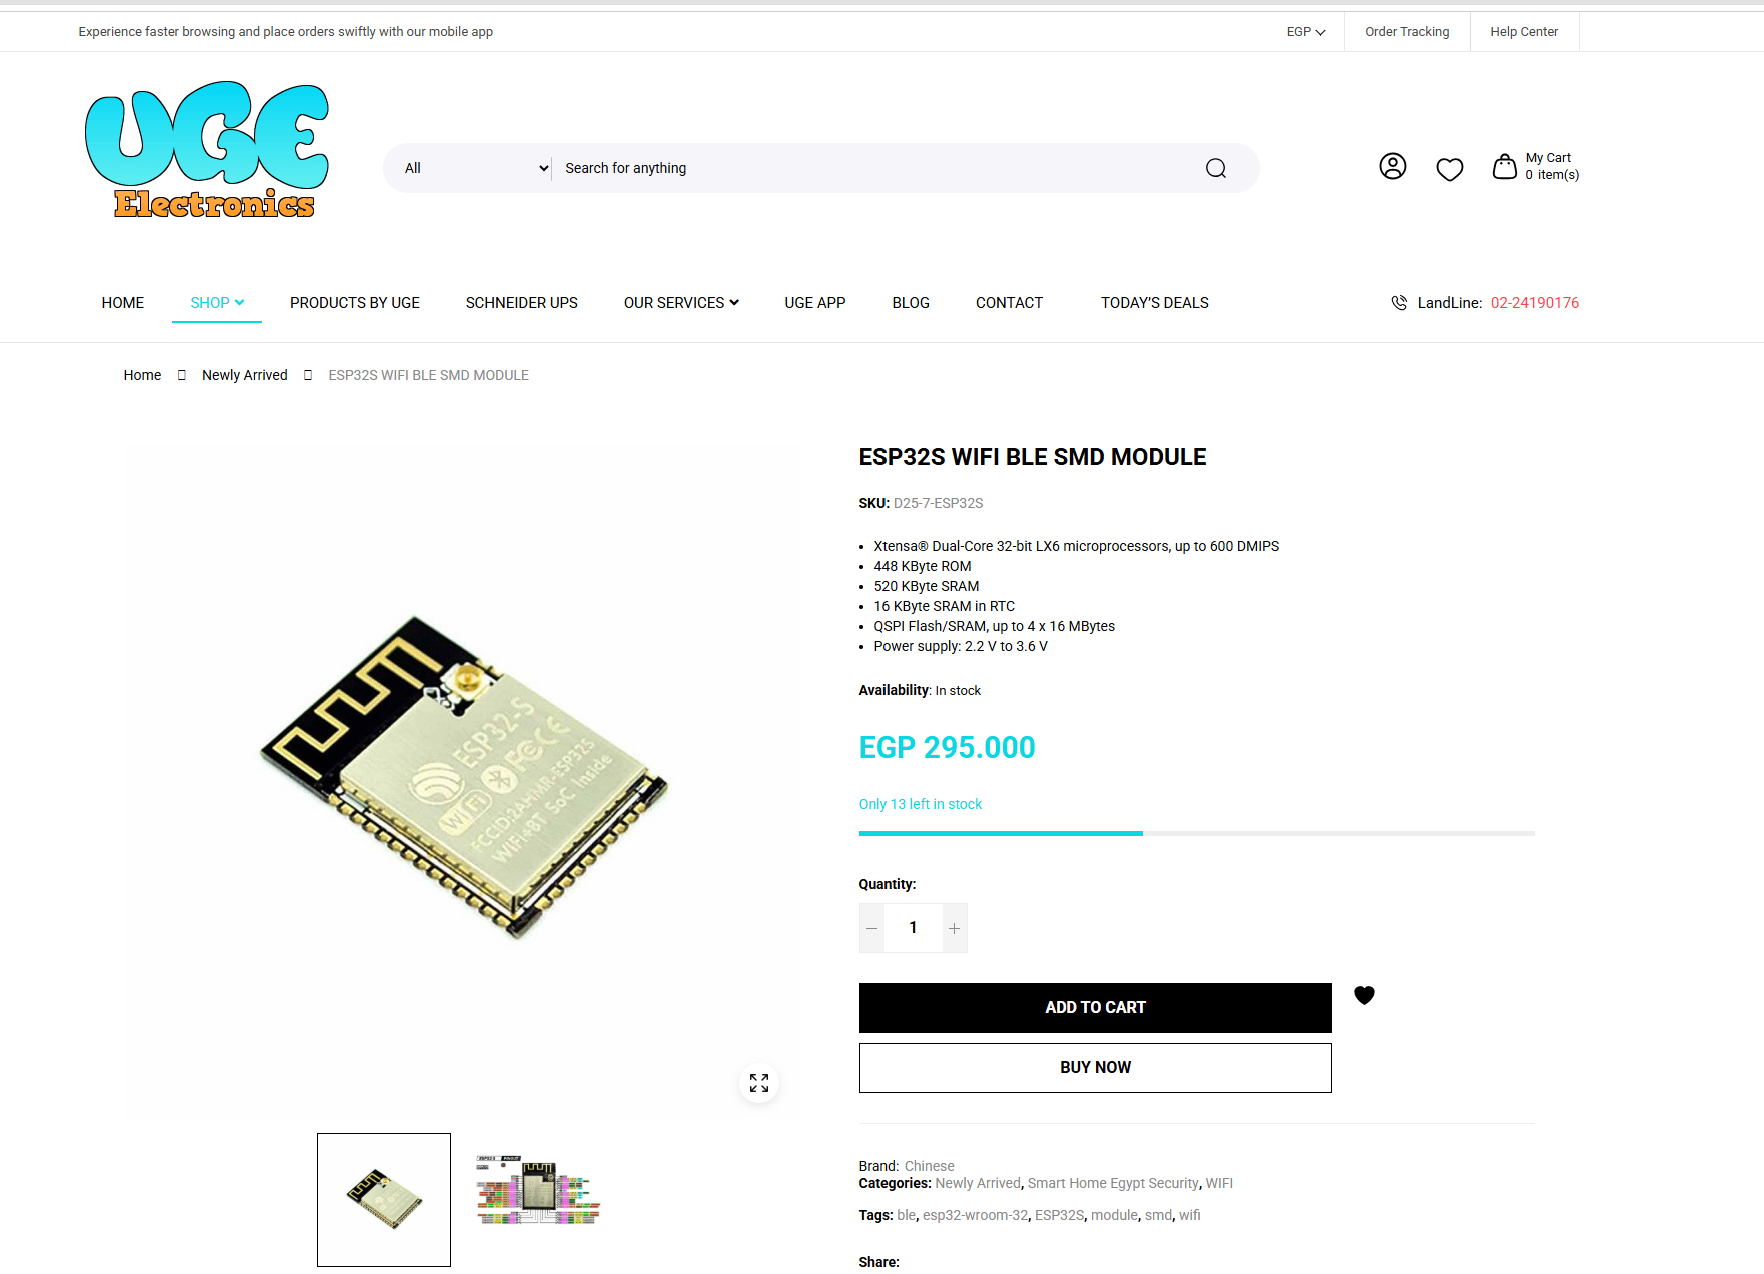 Experience faster browsing and place orders swiftly with our mobile app
EGP
Order Tracking
Help Center
UGE
Electronics
All
Search for anything
My Cart
0 item(s)
HOME
SHOP
PRODUCTS BY UGE
SCHNEIDER UPS
OUR SERVICES
UGE APP
BLOG
CONTACT
TODAY'S DEALS
LandLine: 02-24190176
Home
Newly Arrived
ESP32S WIFI BLE SMD MODULE
ESP32-S
WiFi
FCCID:2AHMR-ESP32S
WiFi+BT SoC Inside
ESP32S WIFI BLE SMD MODULE
SKU: D25-7-ESP32S
• Xtensa® Dual-Core 32-bit LX6 microprocessors, up to 600 DMIPS
• 448 KByte ROM
• 520 KByte SRAM
• 16 KByte SRAM in RTC
• QSPI Flash/SRAM, up to 4 x 16 MBytes
• Power supply: 2.2 V to 3.6 V
Availability: In stock
EGP 295.000
Only 13 left in stock
Quantity:
1
ADD TO CART
BUY NOW
Brand: Chinese
Categories: Newly Arrived, Smart Home Egypt Security, WIFI
Tags: ble, esp32-wroom-32, ESP32S, module, smd, wifi
Share: